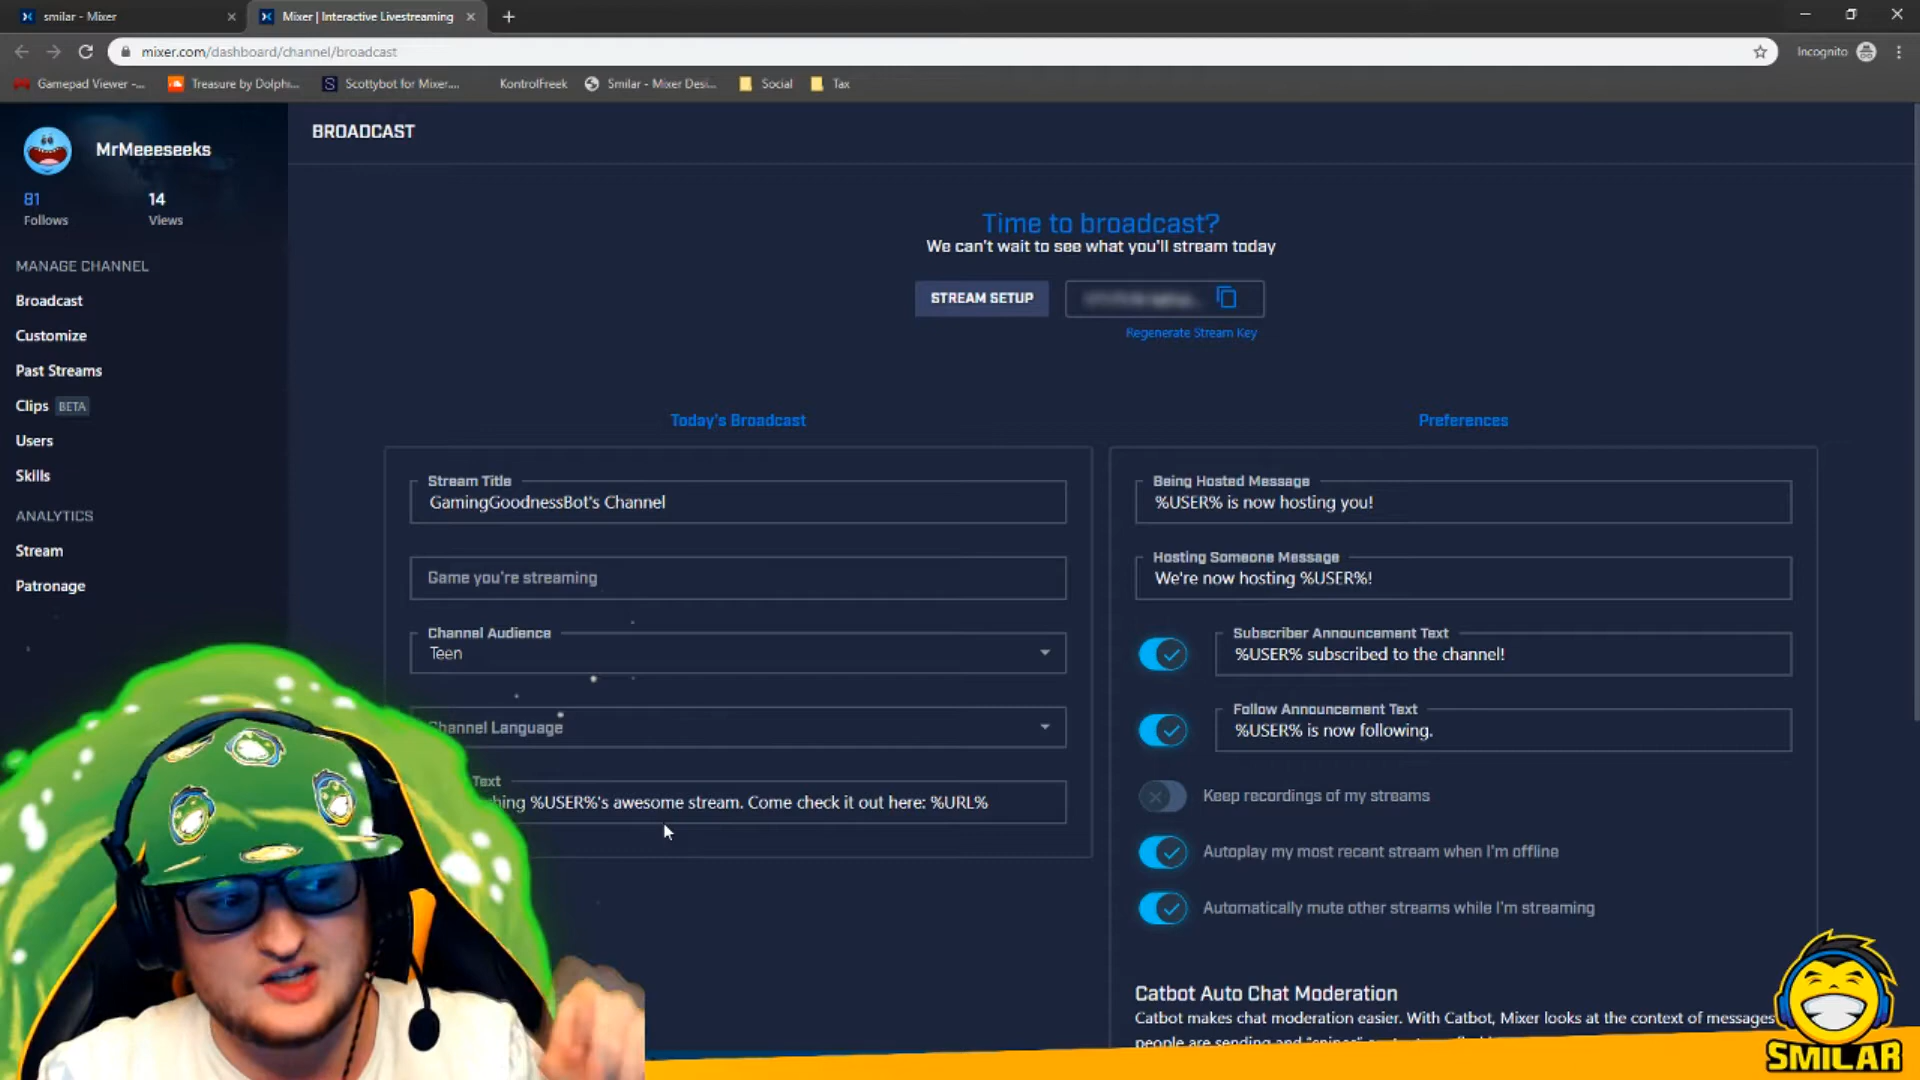 smilar - Mixer
Mixer | Interactive Livestreaming
mixer.com/dashboard/channel/broadcast
Incognito
Gamepad Viewer -...
Treasure by Dolphi...
Scottybot for Mixer....
KontrolFreek
Smilar - Mixer Desi...
Social
Tax
MrMeeeseeks
81
14
Follows
Views
MANAGE CHANNEL
Broadcast
Customize
Past Streams
Clips BETA
Users
Skills
ANALYTICS
Stream
Patronage
BROADCAST
Time to broadcast?
We can't wait to see what you'll stream today
STREAM SETUP
Regenerate Stream Key
Today's Broadcast
Stream Title
GamingGoodnessBot's Channel
Game you're streaming
Channel Audience
Teen
Channel Language
Text
%USER%'s awesome stream. Come check it out here: %URL%
Preferences
Being Hosted Message
%USER% is now hosting you!
Hosting Someone Message
We're now hosting %USER%!
Subscriber Announcement Text
%USER% subscribed to the channel!
Follow Announcement Text
%USER% is now following.
Keep recordings of my streams
Autoplay my most recent stream when I'm offline
Automatically mute other streams while I'm streaming
Catbot Auto Chat Moderation
Catbot makes chat moderation easier. With Catbot, Mixer looks at the context of messages
people are sending and
SMILAR